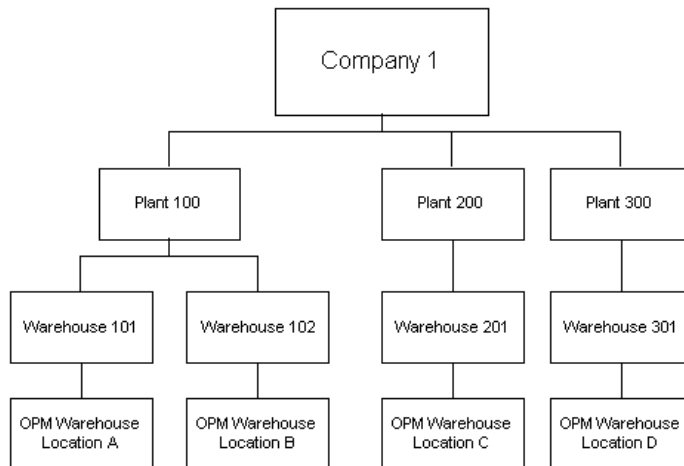 Company 1
Plant 100
Plant 200
Plant 300
Warehouse 101
Warehouse 102
Warehouse 201
Warehouse 301
OPM Warehouse
Location A
OPM Warehouse
Location B
OPM Warehouse
Location C
OPM Warehouse
Location D